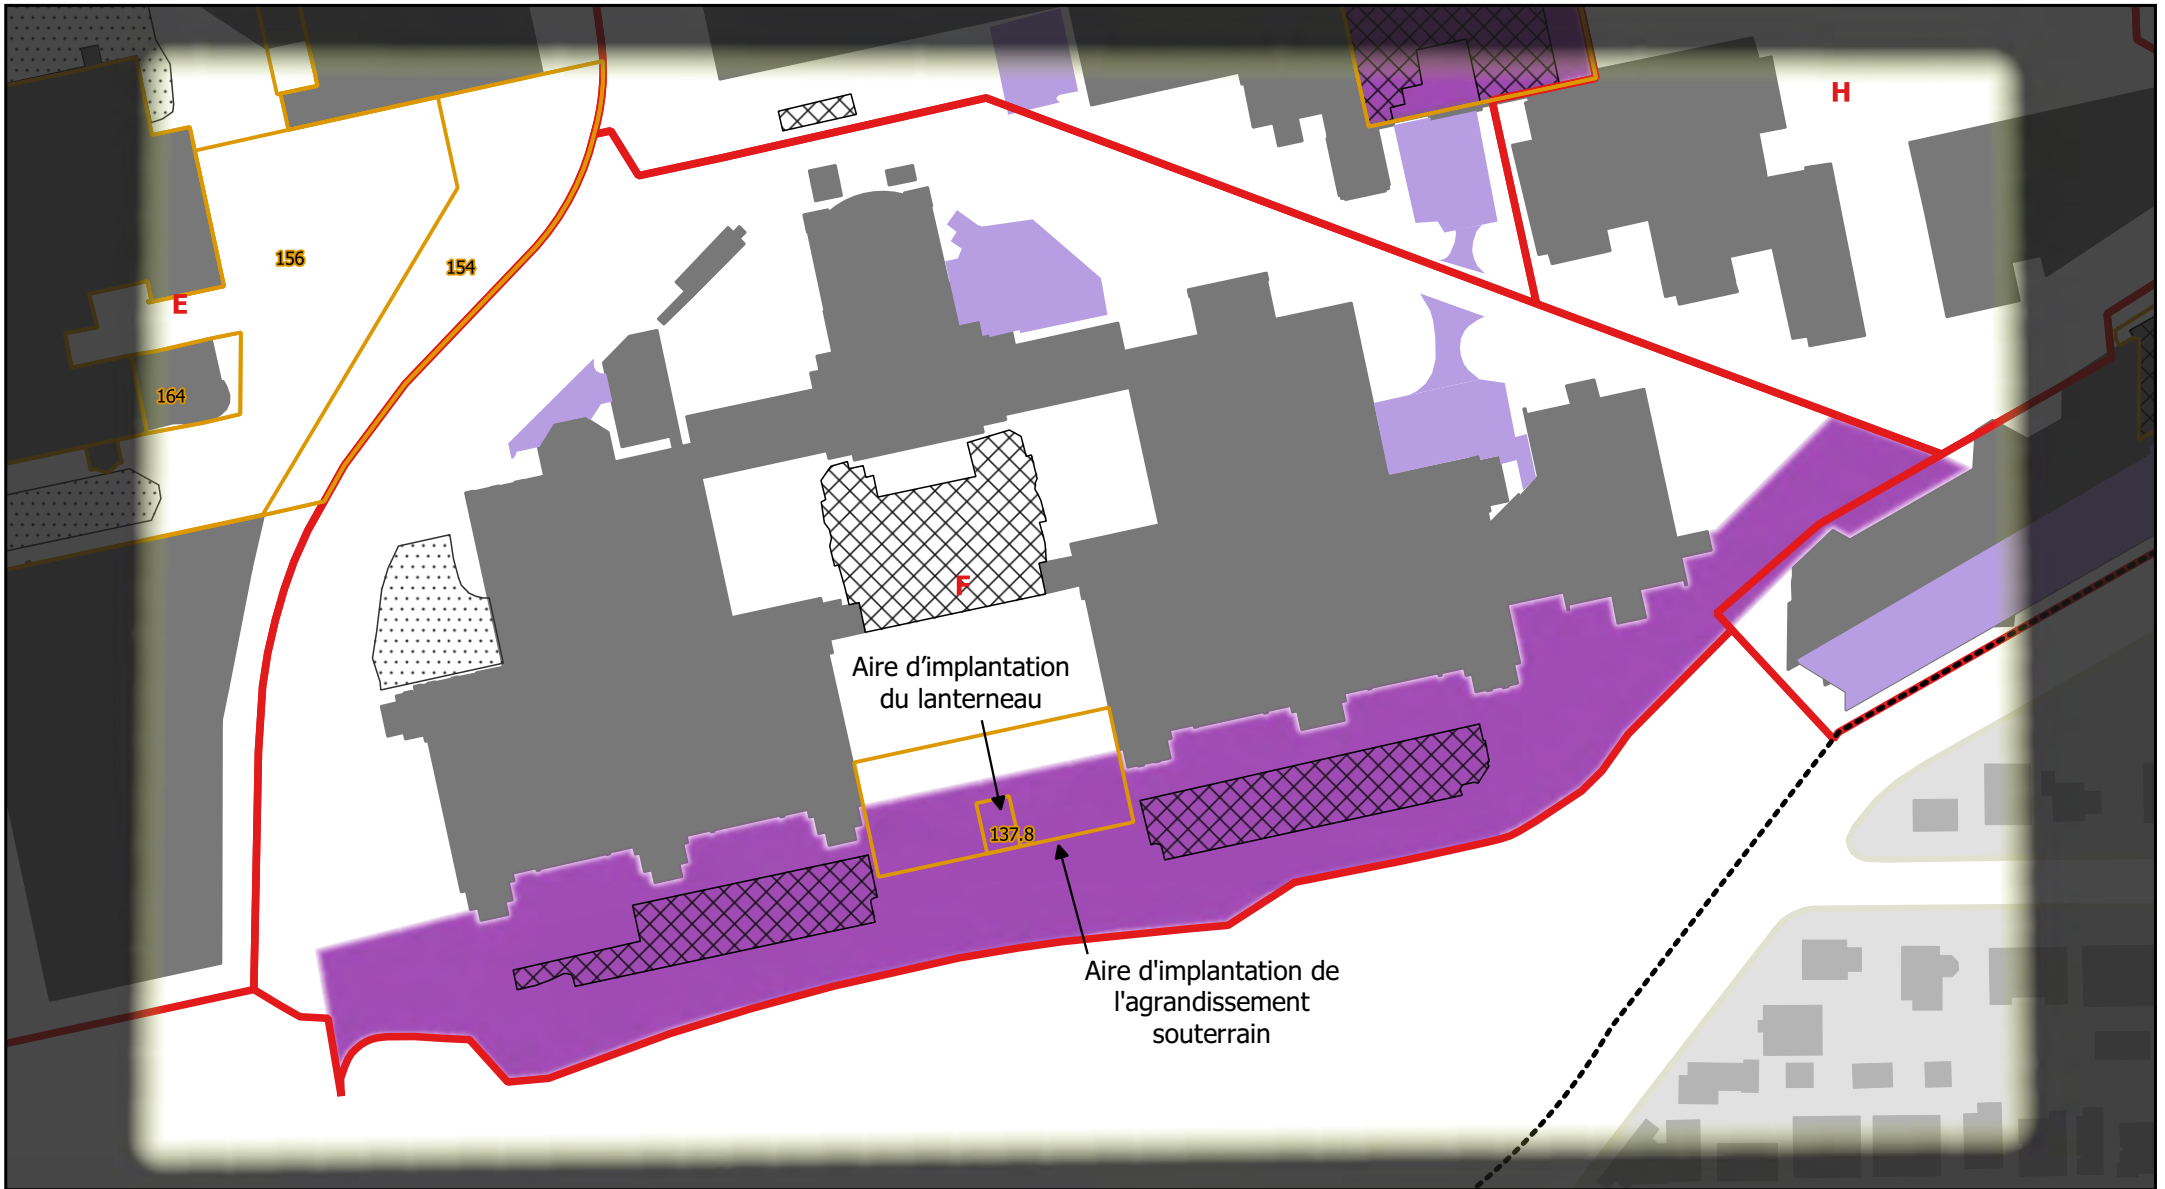 H
156
154
E
164
F
Aire d’implantation
du lanterneau
137.8
Aire d'implantation de
l'agrandissement
souterrain